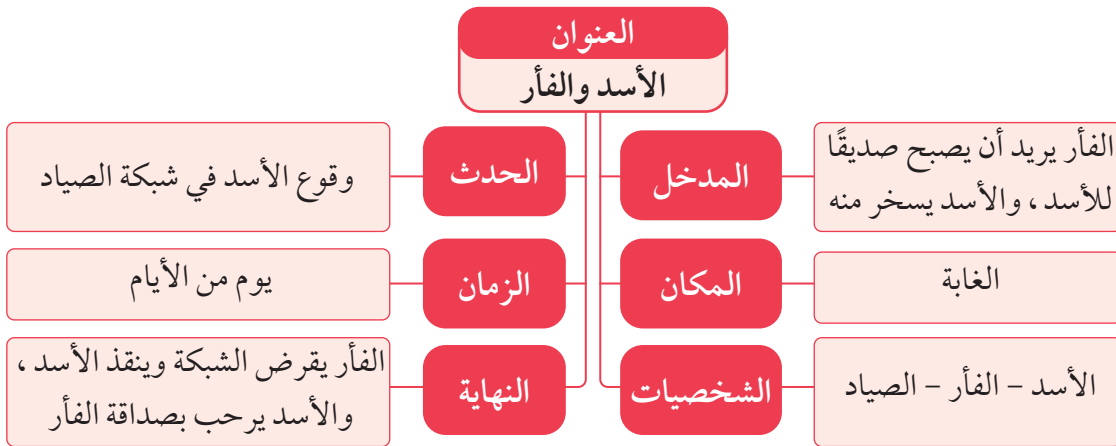 العنوان
الأسد والفأر
المدخل
الفأر يريد أن يصبح صديقًا
للأسد ، والأسد يسخر منه
الحدث
وقوع الأسد في شبكة الصياد
المكان
الغابة
الزمان
يوم من الأيام
الشخصيات
الأسد – الفأر – الصياد
النهاية
الفأر يقرض الشبكة وينقذ الأسد ،
والأسد يرحب بصداقة الفأر